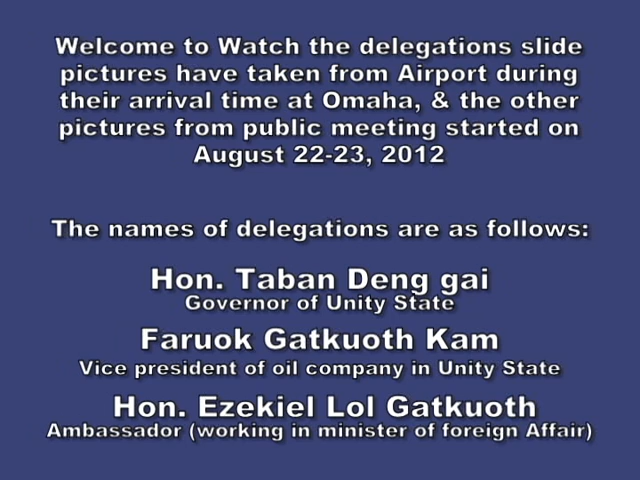 Welcome to Watch the delegations slide
pictures have taken from Airport during
their arrival time at Omaha, & the other
pictures from public meeting started on
August 22-23, 2012
The names of delegations are as follows:
Hon. Taban Deng gai
Governor of Unity State
Faruok Gatkuoth Kam
Vice president of oil company in Unity State
Hon. Ezekiel Lol Gatkuoth
Ambassador (working in minister of foreign Affair)